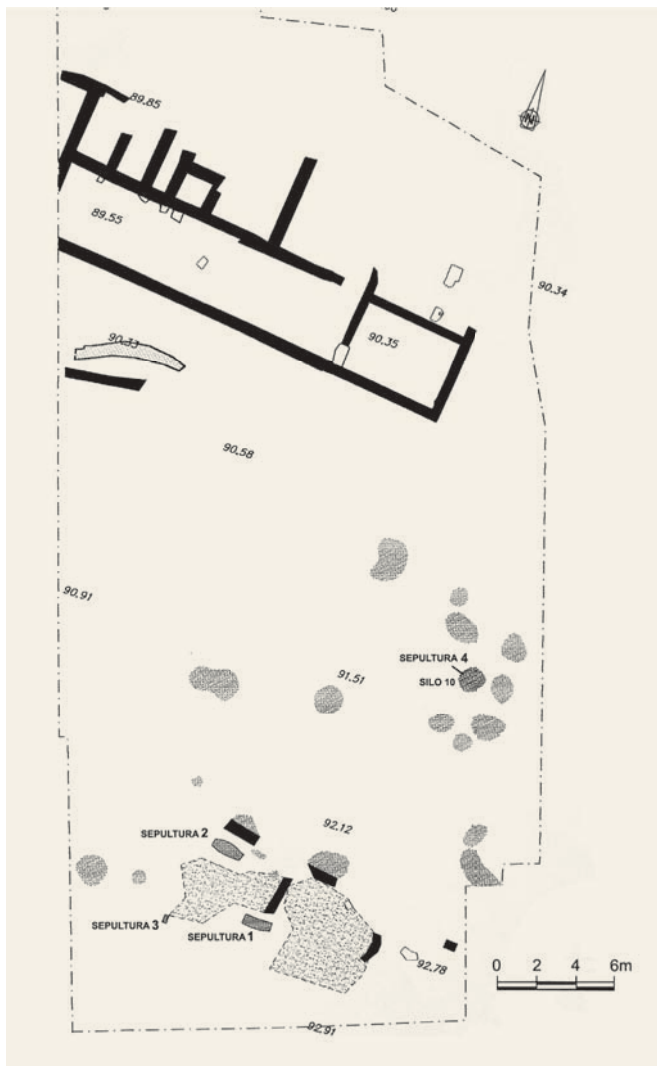 N
89,85
89,55
90,34
90,33
90,35
90,58
90,91
SEPULTURA 4
91,51
SILO 10
92,12
SEPULTURA 2
SEPULTURA 3
SEPULTURA 1
92,78
0 2 4 6m
92,91